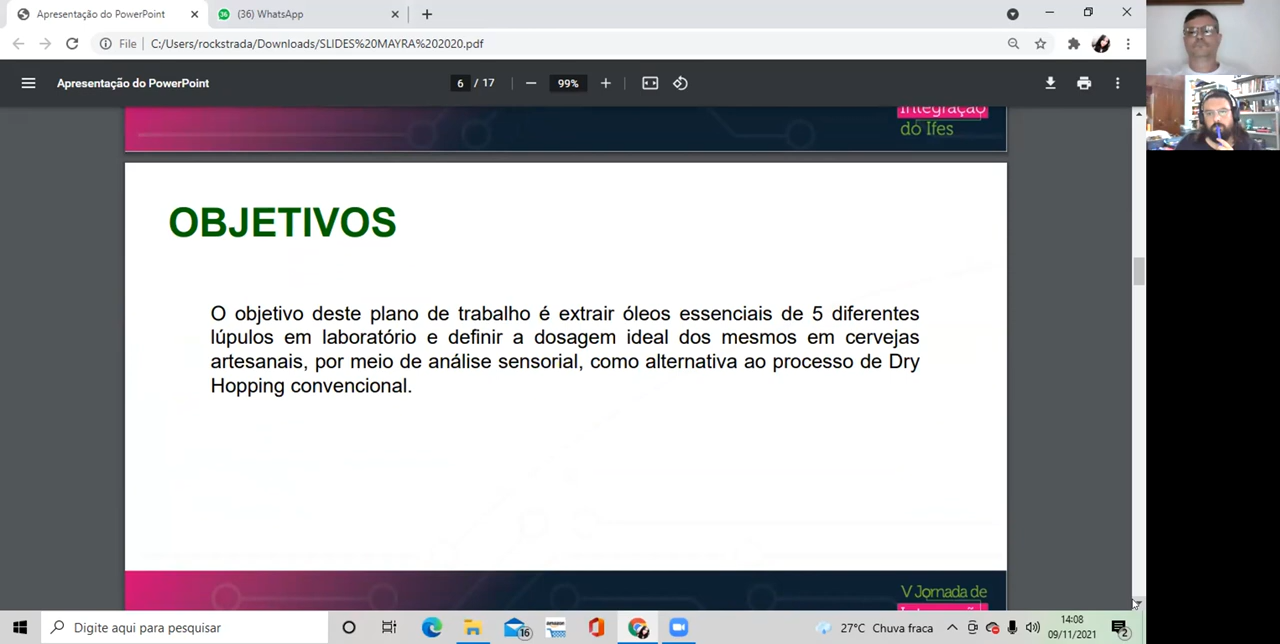 Apresentação do PowerPoint
(36) WhatsApp
File
C:/Users/rockstrada/Downloads/SLIDES%20MAYRA%202020.pdf
Apresentação do PowerPoint
6 / 17
99%
Integração
do Ifes
OBJETIVOS
O objetivo deste plano de trabalho é extrair óleos essenciais de 5 diferentes
lúpulos em laboratório e definir a dosagem ideal dos mesmos em cervejas
artesanais, por meio de análise sensorial, como alternativa ao processo de Dry
Hopping convencional.
V Jornada de
Digite aqui para pesquisar
16
amazon
27°C Chuva fraca
14:08
09/11/2021
2